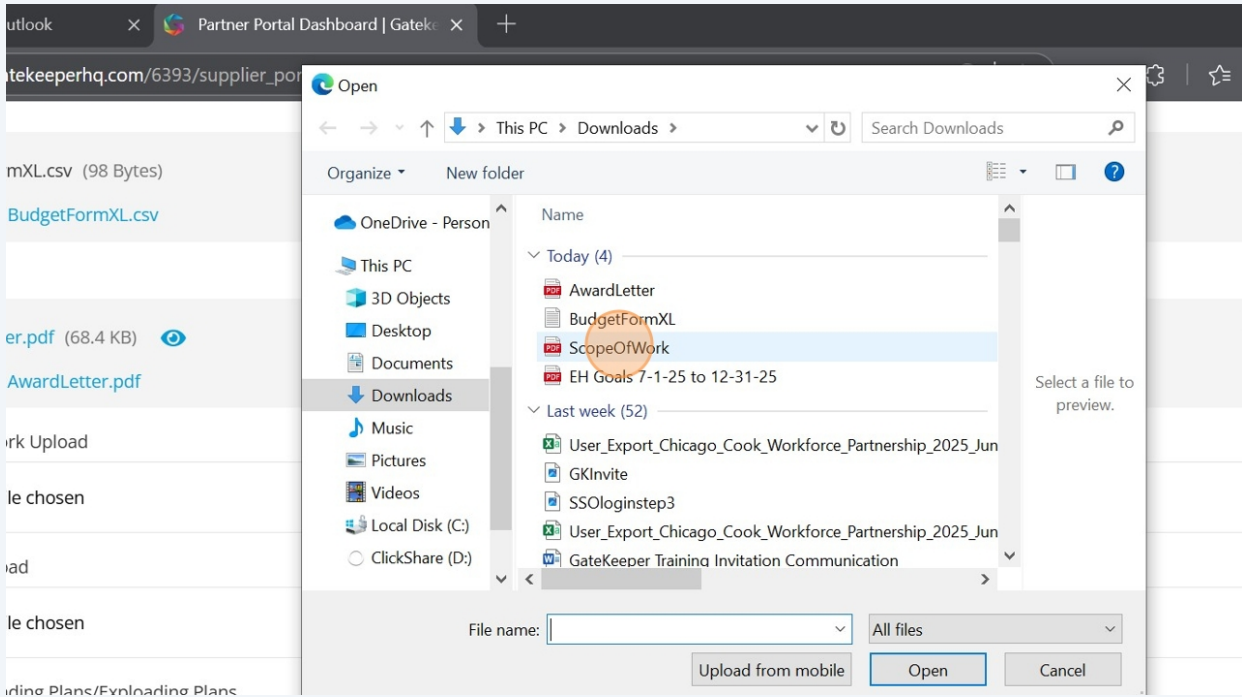 utlook
Partner Portal Dashboard | Gateke
tekeeperhq.com/6393/supplier_por
Open
This PC > Downloads >
Search Downloads
Organize
New folder
mXL.csv (98 Bytes)
BudgetFormXL.csv
er.pdf (68.4 KB)
AwardLetter.pdf
rk Upload
le chosen
ad
le chosen
ding Plans/Exploading Plans
OneDrive - Person
This PC
3D Objects
Desktop
Documents
Downloads
Music
Pictures
Videos
Local Disk (C:)
ClickShare (D:)
Name
Today (4)
AwardLetter
BudgetFormXL
ScopeOfWork
EH Goals 7-1-25 to 12-31-25
Last week (52)
User_Export_Chicago_Cook_Workforce_Partnership_2025_Jun
GKInvite
SSOloginstep3
User_Export_Chicago_Cook_Workforce_Partnership_2025_Jun
GateKeeper Training Invitation Communication
Select a file to
preview.
File name:
All files
Upload from mobile
Open
Cancel